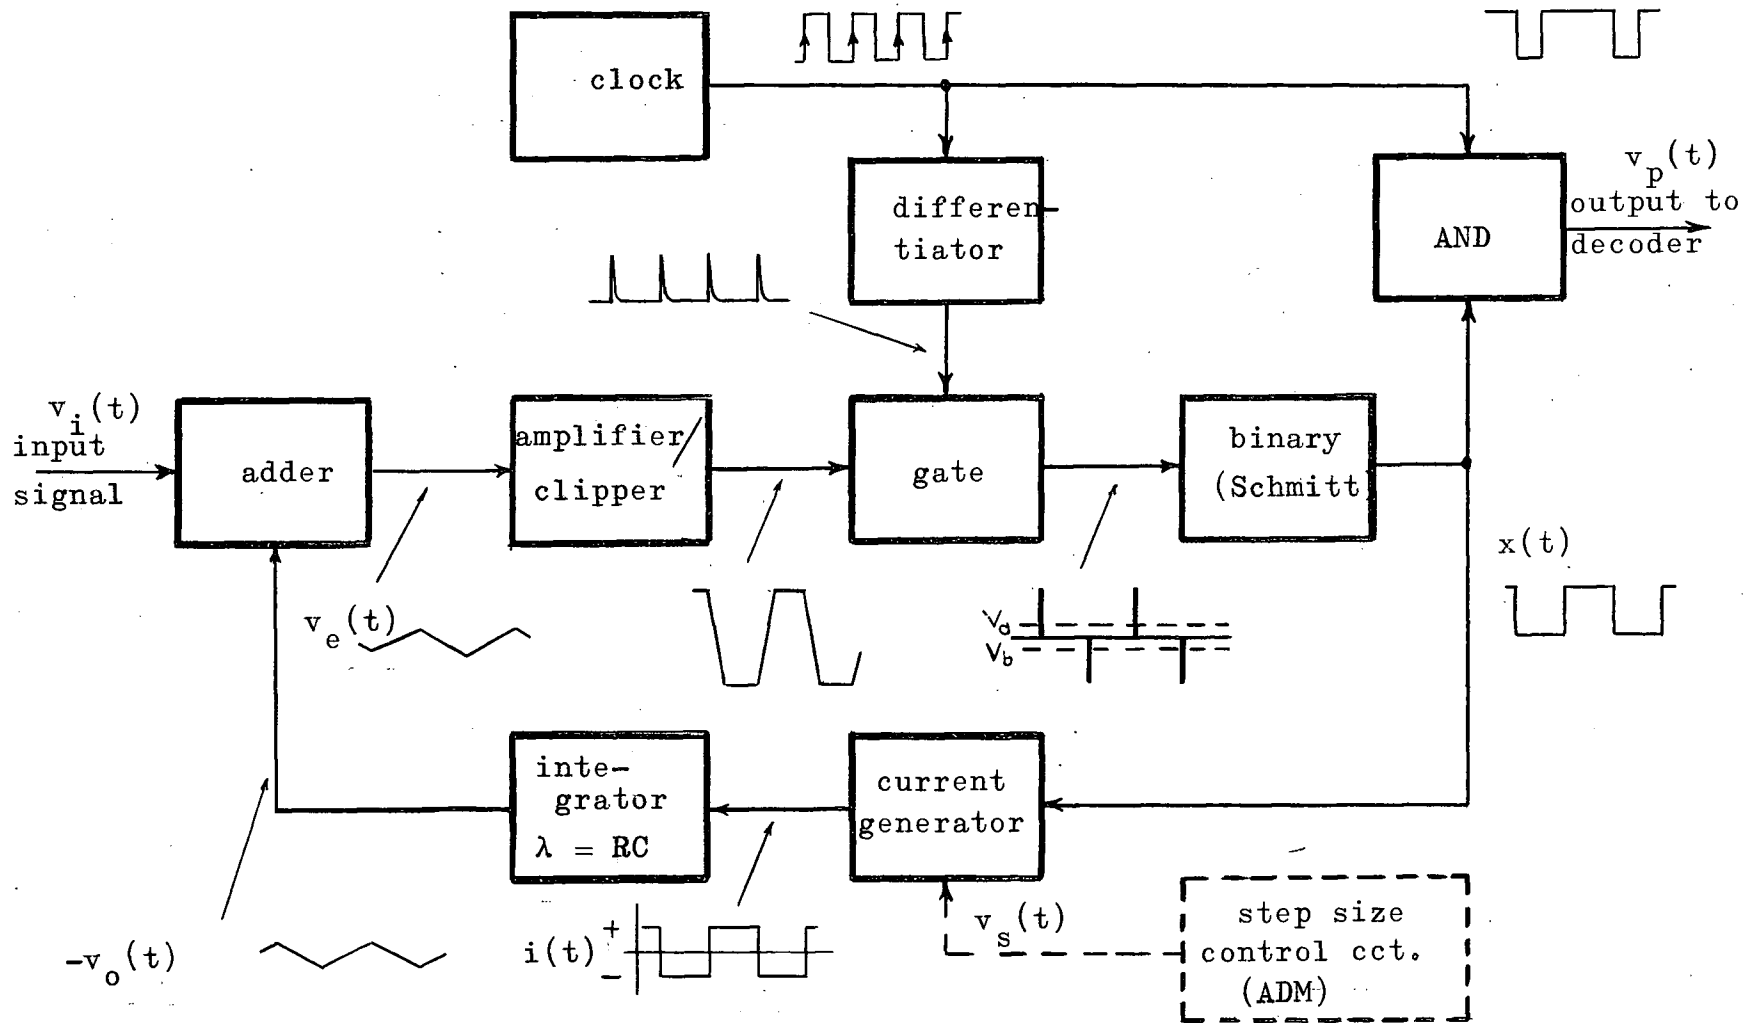 clock
differen-
tiator
AND
v_p(t)
output to
decoder
v_i(t)
input
signal
adder
amplifier/
clipper
gate
binary
(Schmitt
x(t)
v_e(t)
V_a
V_b
inte-
grator
λ = RC
current
generator
-v_o(t)
i(t)
+
-
v_s(t)
step size
control cct.
(ADM)